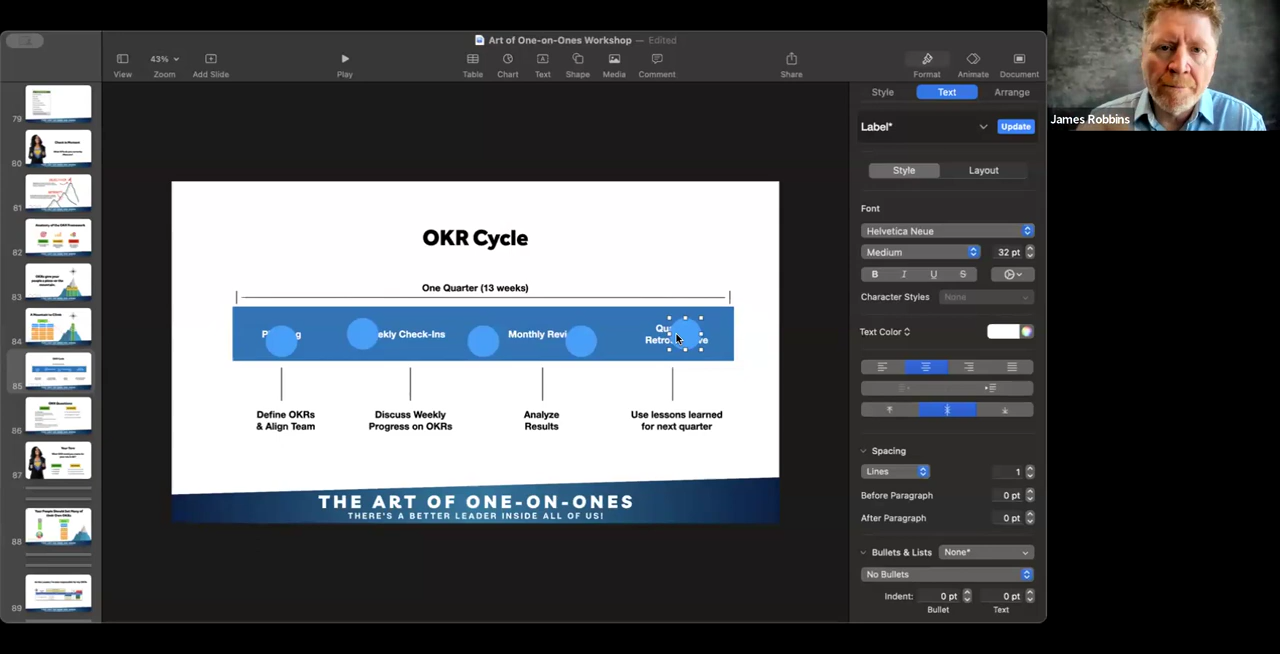 Art of One-on-Ones Workshop — Edited
43%
View
Zoom
Add Slide
Play
Table
Chart
Text
Shape
Media
Comment
Share
Format
Animate
Document
James Robbins
79
80
81
82
83
84
85
86
87
88
89
OKR Cycle
One Quarter (13 weeks)
Define OKRs
& Align Team
Discuss Weekly
Progress on OKRs
Analyze
Results
Use lessons learned
for next quarter
THE ART OF ONE-ON-ONES
THERE'S A BETTER LEADER INSIDE ALL OF US!
Style
Text
Arrange
Label*
Update
Style
Layout
Font
Helvetica Neue
Medium
32 pt
B I U S
Character Styles
None
Text Color
Spacing
Lines
1
Before Paragraph
0 pt
After Paragraph
0 pt
Bullets & Lists
None*
No Bullets
Indent:
0 pt
0 pt
Bullet
Text